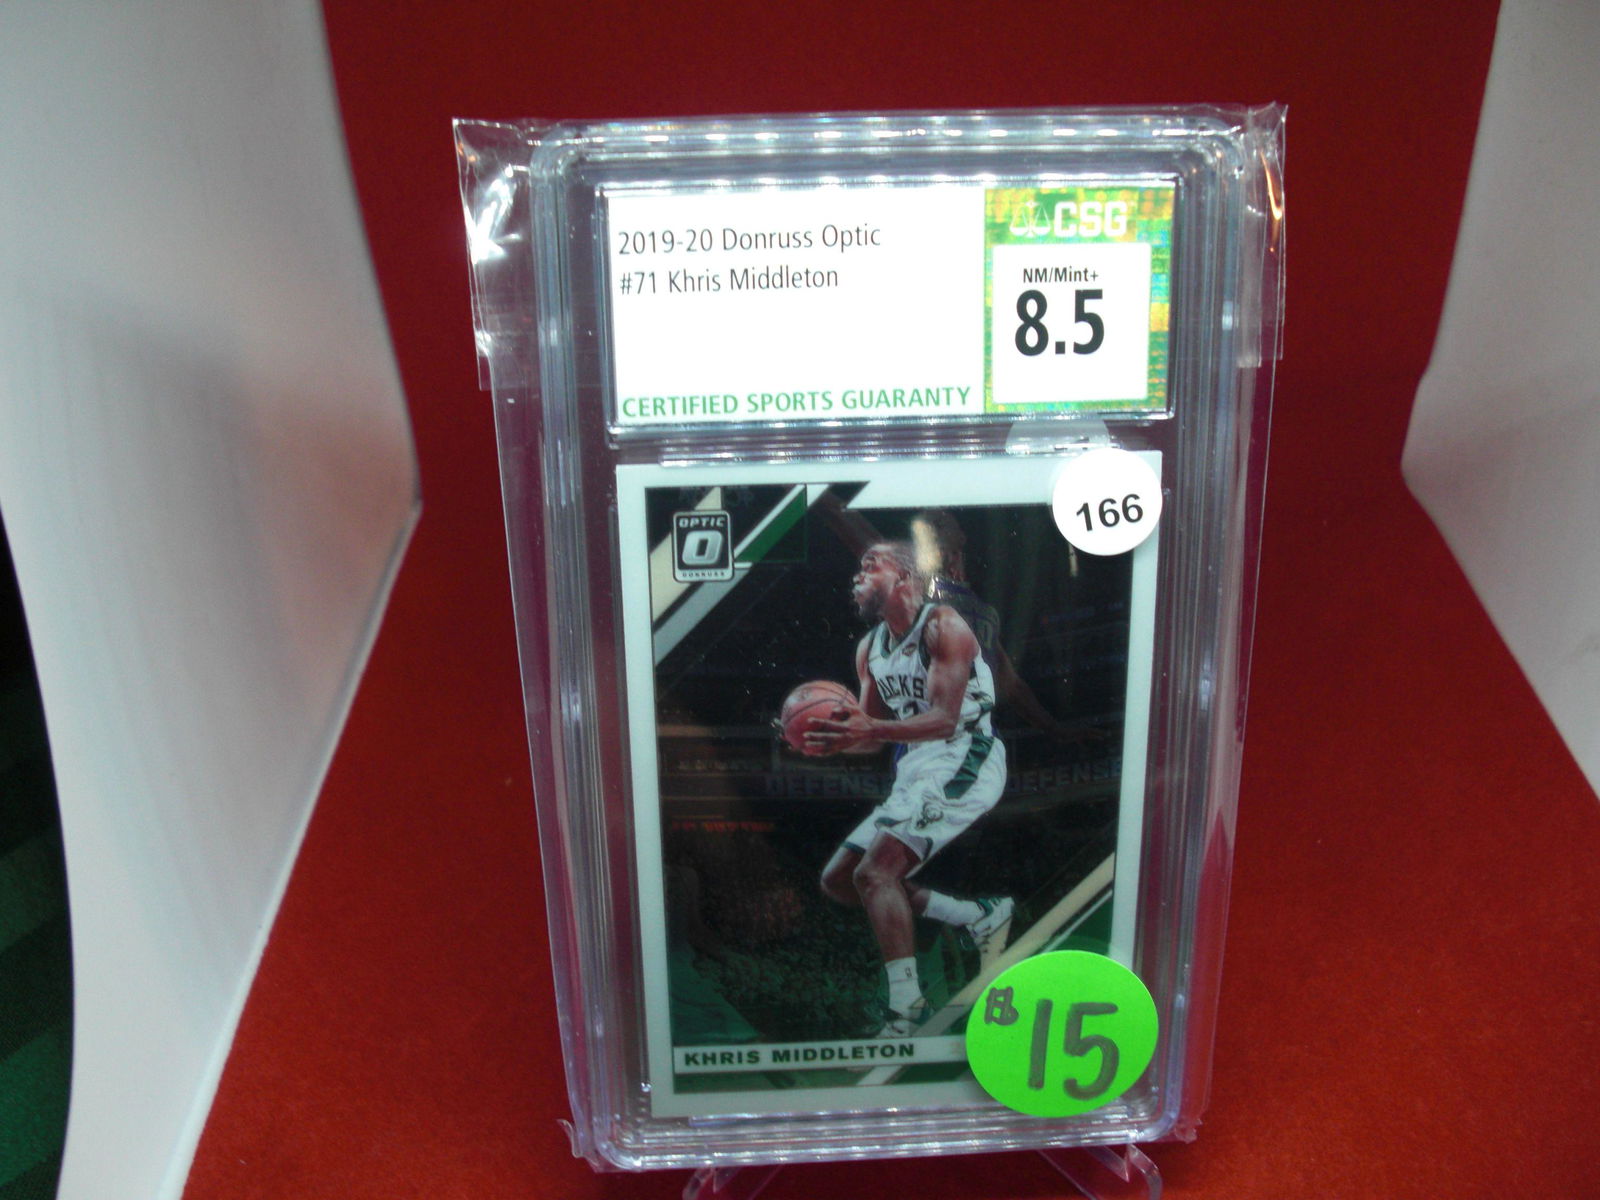 2019-20 Donruss Optic
#71 Khris Middleton
CERTIFIED SPORTS GUARANTY
CSG
NM/Mint+
8.5
166
OPTIC
O
DONRUSS
DEFENSE DEFENSE
KHRIS MIDDLETON
$15